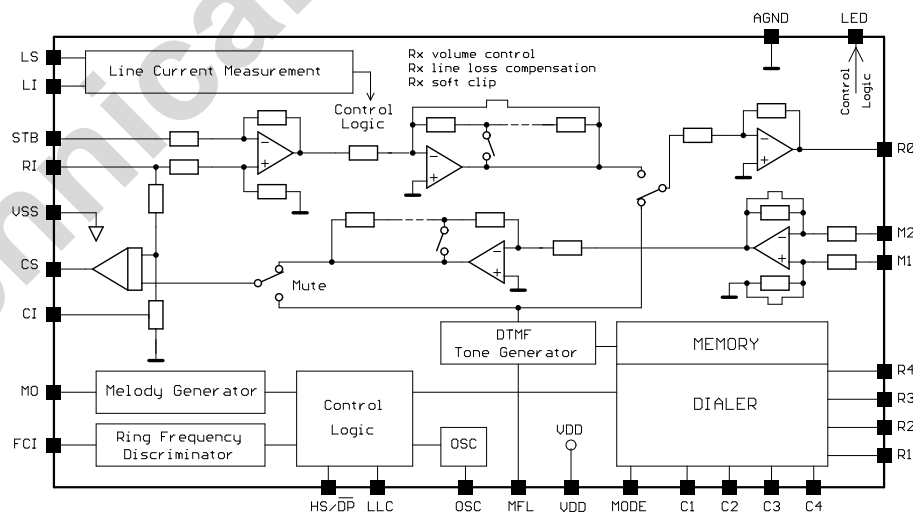 AGND
LED
LS
LI
Line Current Measurement
Control
Logic
Rx volume control
Rx line loss compensation
Rx soft clip
Control
Logic
STB
RI
RO
VSS
M2
M1
CS
Mute
CI
DTMF
Tone Generator
MEMORY
DIALER
MO
Melody Generator
Control
Logic
R4
R3
R2
R1
FCI
Ring Frequency
Discriminator
OSC
VDD
HS/DP
LLC
OSC
MFL
VDD
MODE
C1
C2
C3
C4